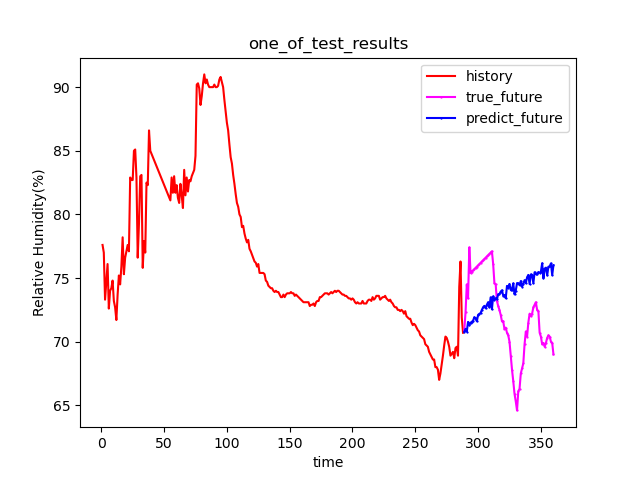 one_of_test_results
history
true_future
predict_future
Relative Humidity(%)
90
85
80
75
70
65
0 50 100 150 200 250 300 350
time